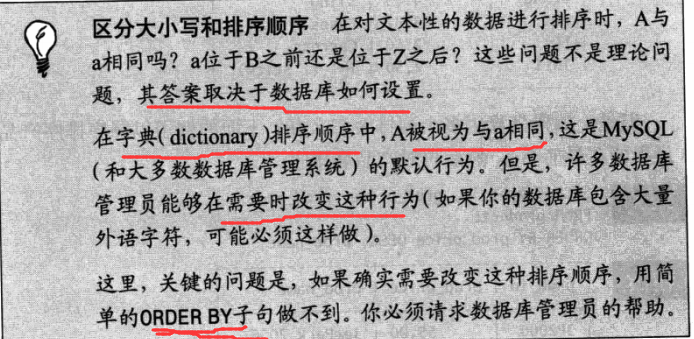 区分大小写和排序顺序 在对文本性的数据进行排序时，A与
a相同吗？a位于B之前还是位于Z之后？这些问题不是理论问
题，其答案取决于数据库如何设置。
在字典(dictionary)排序顺序中，A被视为与a相同，这是MySQL
(和大多数数据库管理系统)的默认行为。但是，许多数据库
管理员能够在需要时改变这种行为(如果你的数据库包含大量
外语字符，可能必须这样做)。
这里，关键的问题是，如果确实需要改变这种排序顺序，用简
单的ORDER BY子句做不到。你必须请求数据库管理员的帮助。